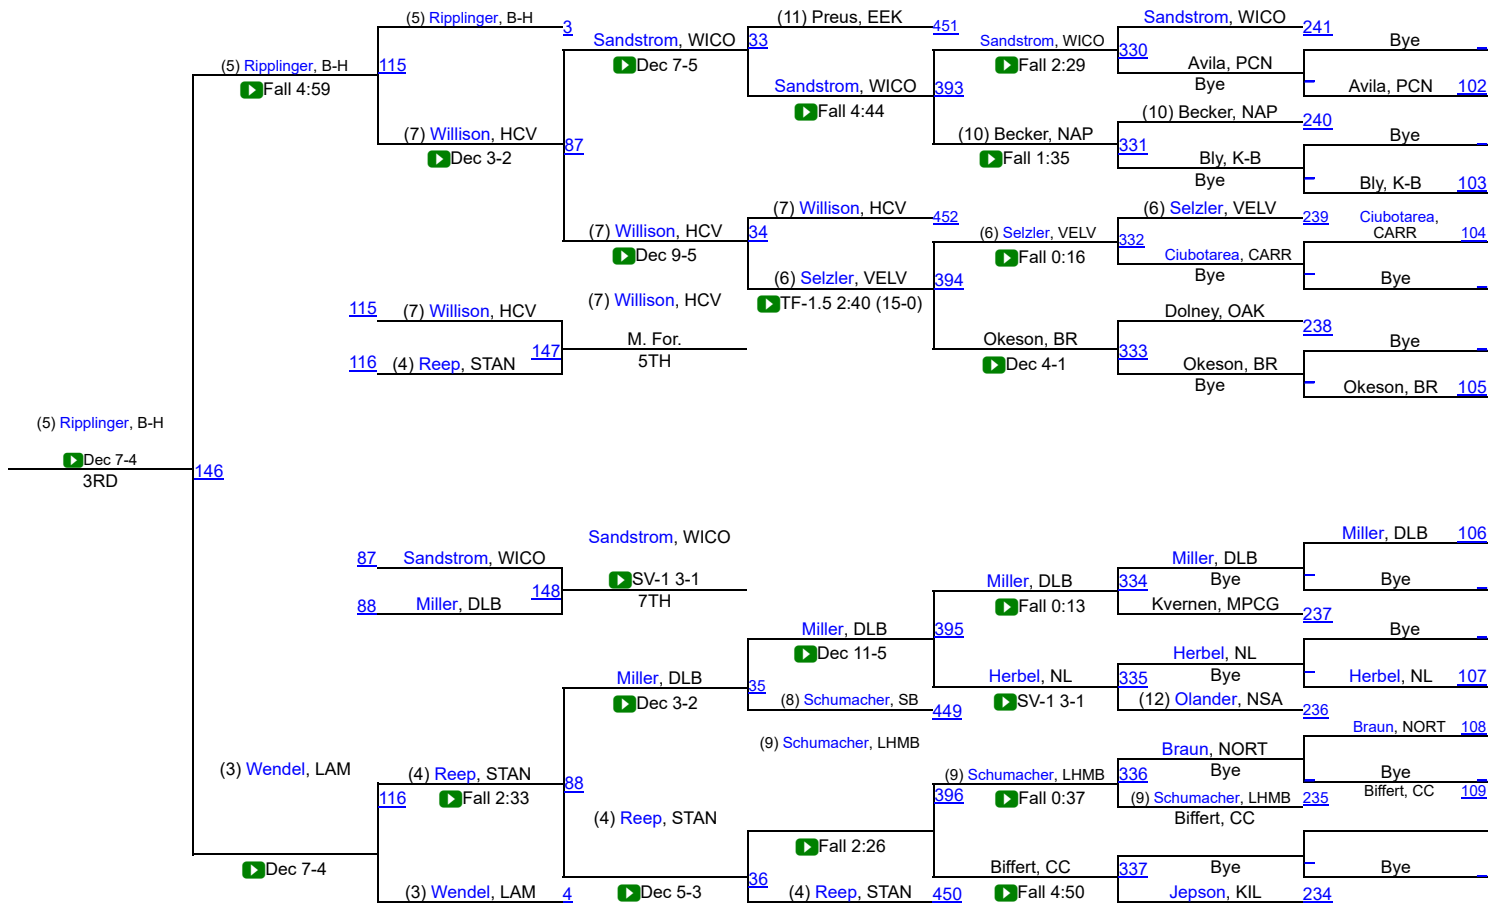 (5) Ripplinger, B-H
3
(11) Preus, EEK
451
Sandstrom, WICO
241
Bye
Sandstrom, WICO
33
Sandstrom, WICO
330
(5) Ripplinger, B-H
115
Dec 7-5
Fall 2:29
Avila, PCN
Bye
Fall 4:59
Sandstrom, WICO
393
Avila, PCN
102
Fall 4:44
(10) Becker, NAP
240
(7) Willison, HCV
87
(10) Becker, NAP
331
Bye
Dec 3-2
Fall 1:35
Bly, K-B
Bye
Bly, K-B
103
(7) Willison, HCV
452
(6) Selzler, VELV
239
Ciubotarea,
CARR
104
(7) Willison, HCV
34
(6) Selzler, VELV
332
Dec 9-5
Fall 0:16
Ciubotarea, CARR
Bye
(6) Selzler, VELV
394
Bye
TF-1.5 2:40 (15-0)
115
(7) Willison, HCV
(7) Willison, HCV
Dolney, OAK
238
M. For.
5TH
147
Okeson, BR
333
Bye
116
(4) Reep, STAN
Dec 4-1
Okeson, BR
Bye
Okeson, BR
105
(5) Ripplinger, B-H
Dec 7-4
3RD
146
Sandstrom, WICO
Miller, DLB
106
87
Sandstrom, WICO
Miller, DLB
Bye
SV-1 3-1
7TH
148
Miller, DLB
334
Bye
88
Miller, DLB
Fall 0:13
Kvernen, MPCG
237
Miller, DLB
395
Bye
Dec 11-5
Herbel, NL
Bye
Miller, DLB
35
Herbel, NL
335
Herbel, NL
107
Dec 3-2
(8) Schumacher, SB
449
SV-1 3-1
(12) Olander, NSA
236
(9) Schumacher, LHMB
Braun, NORT
108
Braun, NORT
Bye
(3) Wendel, LAM
(4) Reep, STAN
88
(9) Schumacher, LHMB
336
Bye
116
Fall 2:33
396
Fall 0:37
(9) Schumacher, LHMB
235
Biffert, CC
109
(4) Reep, STAN
Biffert, CC
Fall 2:26
Dec 7-4
Biffert, CC
337
Bye
Bye
(3) Wendel, LAM
4
Dec 5-3
36
(4) Reep, STAN
450
Fall 4:50
Jepson, KIL
234